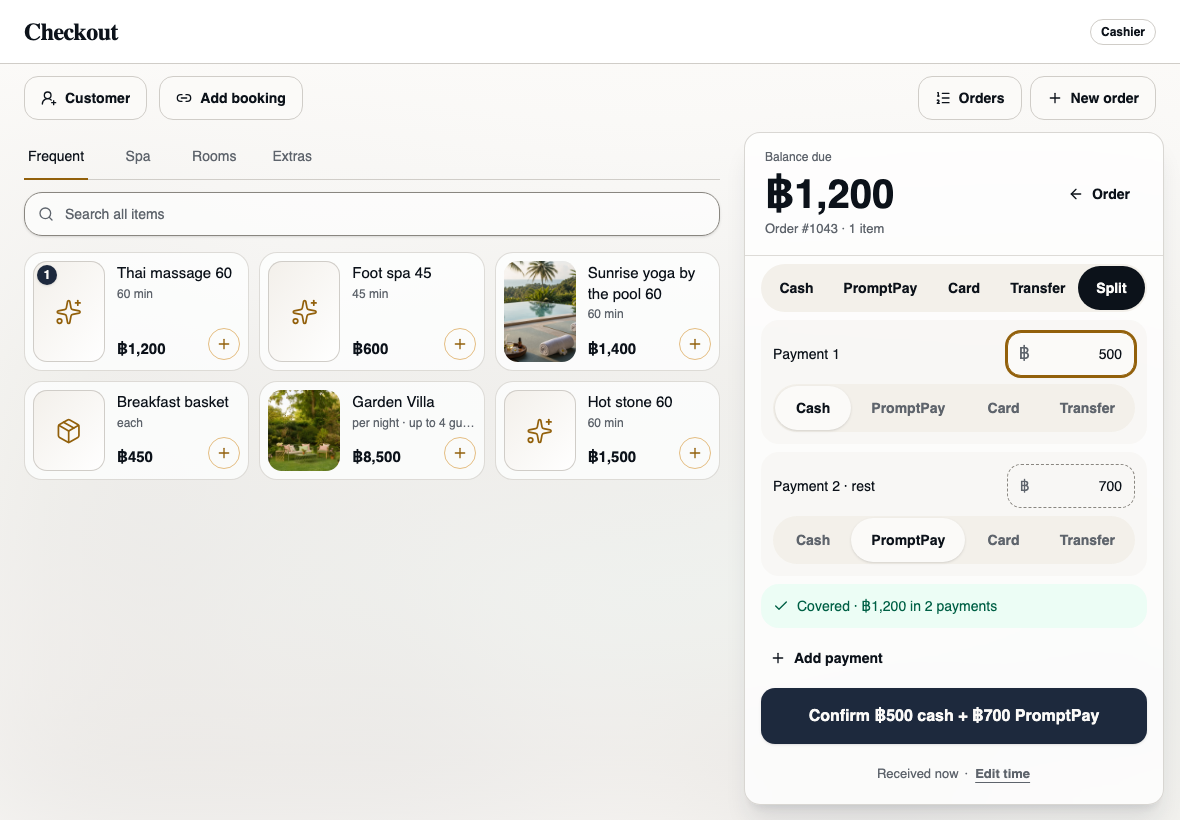 Checkout
Cashier
Customer
Add booking
Orders
New order
Frequent
Spa
Rooms
Extras
Search all items
1
Thai massage 60
60 min
฿1,200
Foot spa 45
45 min
฿600
Sunrise yoga by
the pool 60
60 min
฿1,400
Breakfast basket
each
฿450
Garden Villa
per night · up to 4 gu…
฿8,500
Hot stone 60
60 min
฿1,500
Balance due
฿1,200
Order
Order #1043 · 1 item
Cash
PromptPay
Card
Transfer
Split
Payment 1
฿ 500
Cash
PromptPay
Card
Transfer
Payment 2 · rest
฿ 700
Cash
PromptPay
Card
Transfer
Covered · ฿1,200 in 2 payments
Add payment
Confirm ฿500 cash + ฿700 PromptPay
Received now · Edit time